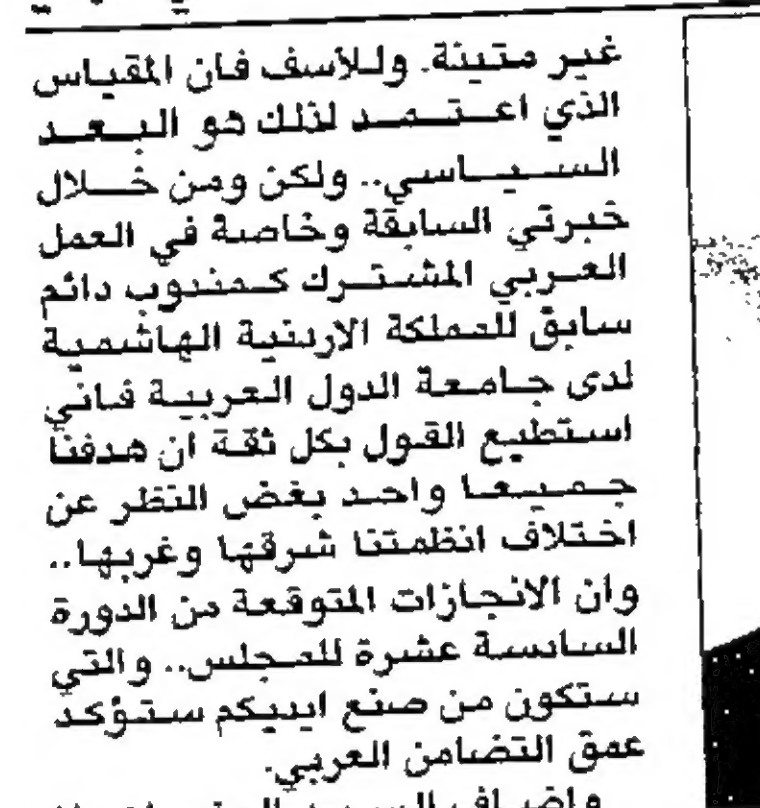 غير متينة. وللأسف فان المقياس
الذي اعتمد لذلك هو البعد
السياسي.. ولكن ومن خلال
خبرتي السابقة وخاصة في العمل
العربي المشترك كمندوب دائم
سابق للمملكة الاردنية الهاشمية
لدى جامعة الدول العربية فاني
استطيع القول بكل ثقة ان هدفنا
جميعا واحد بغض النظر عن
اختلاف انظمتنا شرقها وغربها..
وان الانجازات المتوقعة من الدورة
السادسة عشرة للمجلس.. والتي
ستكون من صنع ايديكم ستؤكد
عمق التضامن العربي.
واضاف السيد